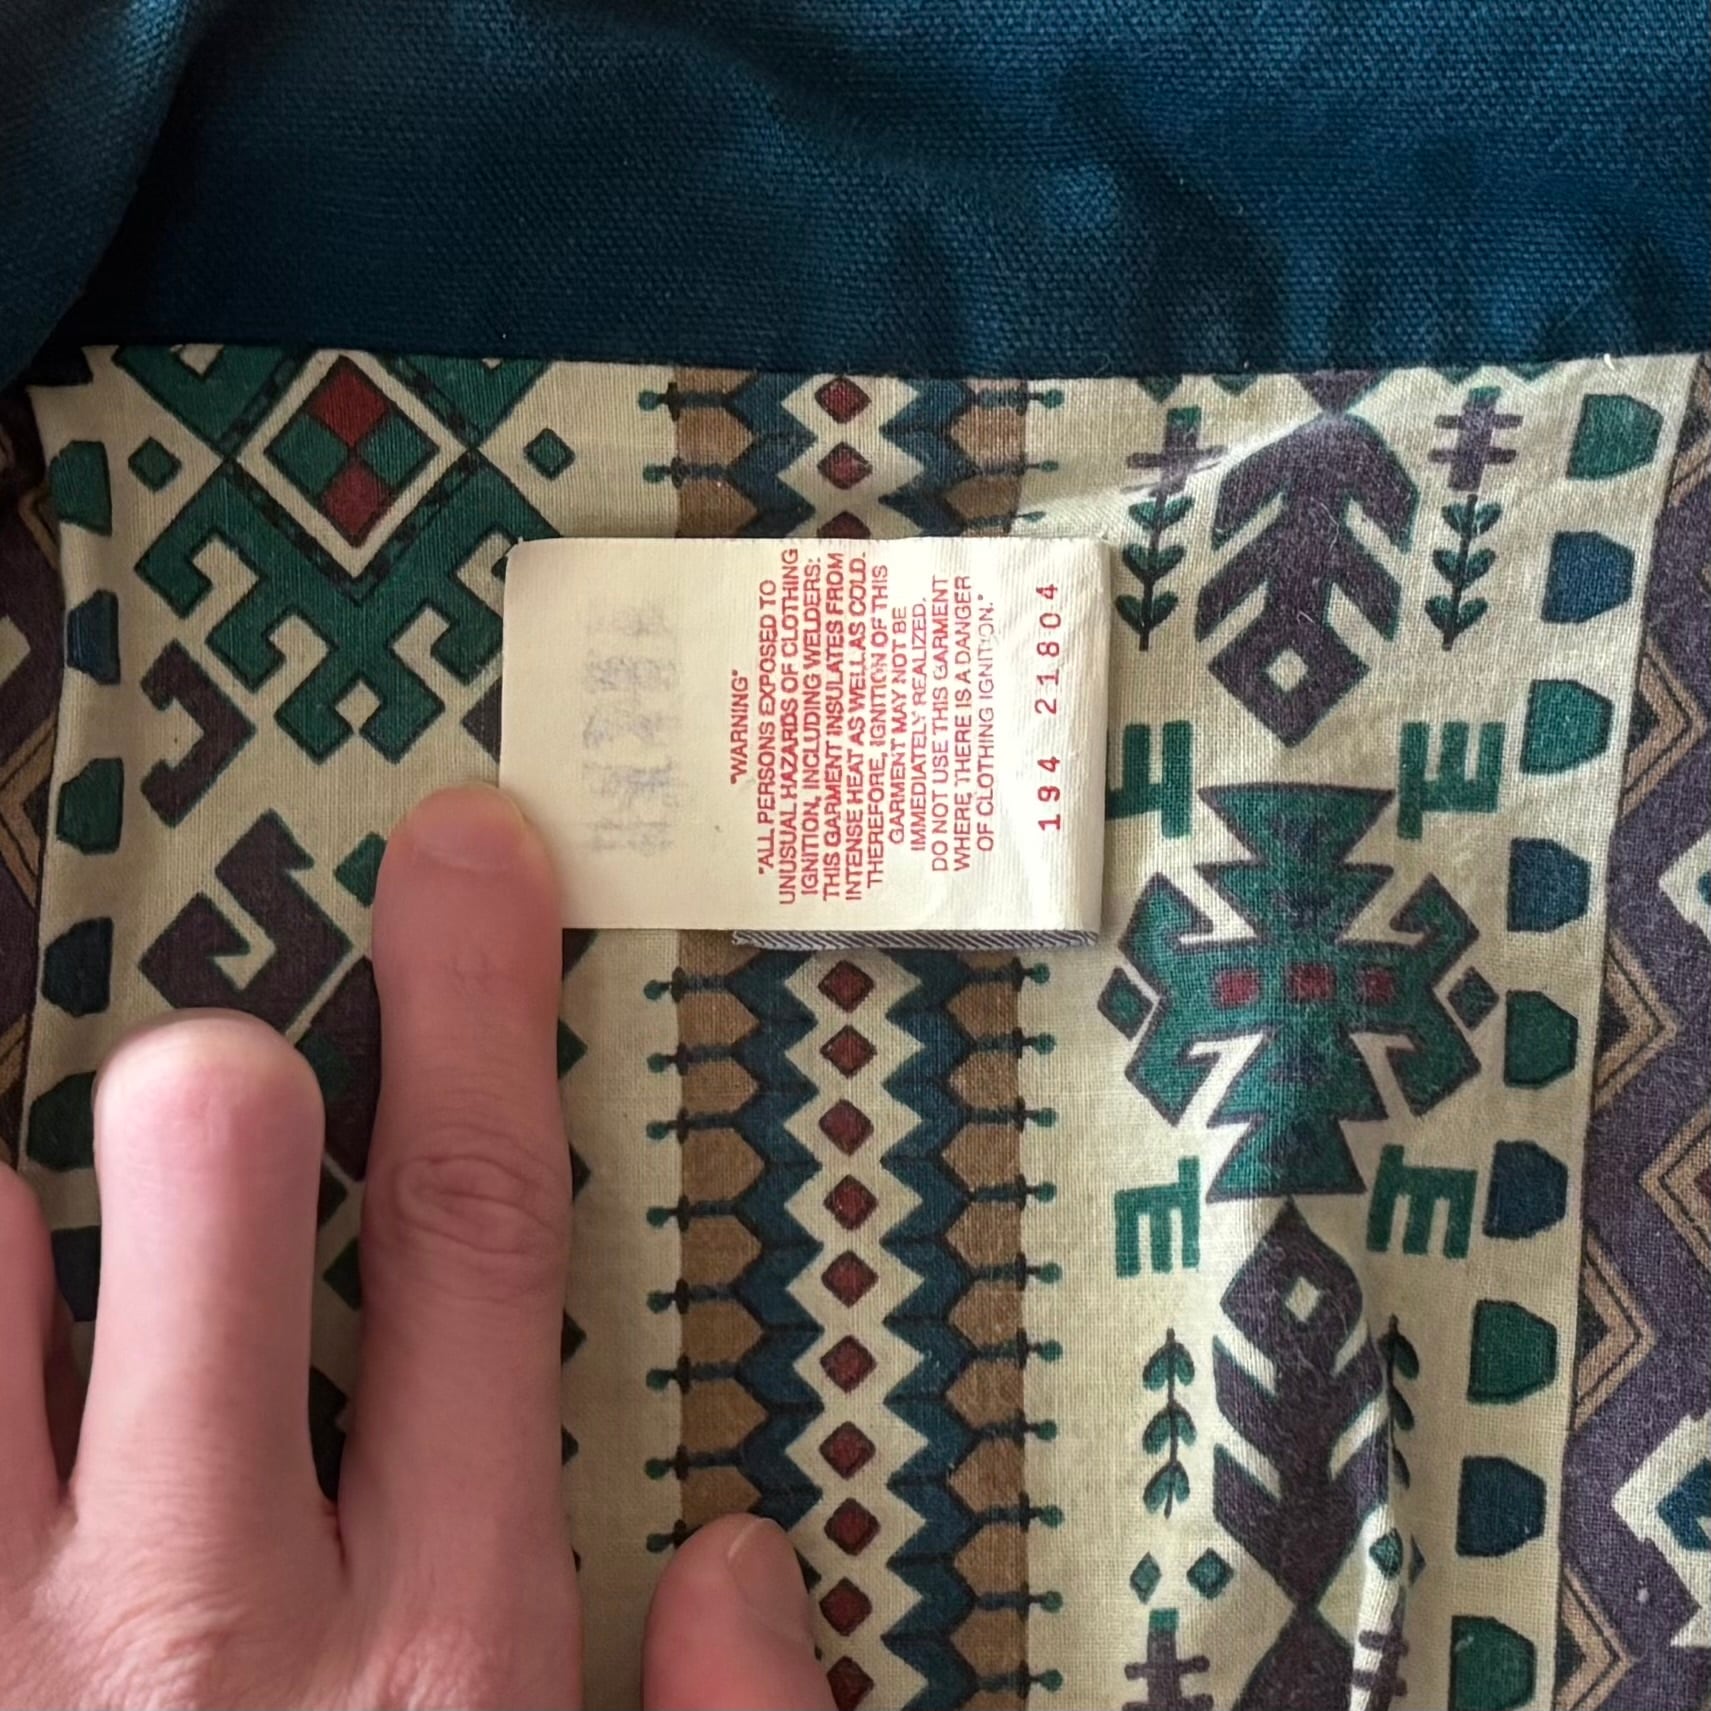 "WARNING"
"ALL PERSONS EXPOSED TO
UNUSUAL HAZARDS OF CLOTHING
IGNITION, INCLUDING WELDERS:
THIS GARMENT INSULATES FROM
INTENSE HEAT AS WELL AS COLD.
THEREFORE, IGNITION OF THIS
GARMENT MAY NOT BE
IMMEDIATELY REALIZED.
DO NOT USE THIS GARMENT
WHERE THERE IS A DANGER
OF CLOTHING IGNITION."
194 21804